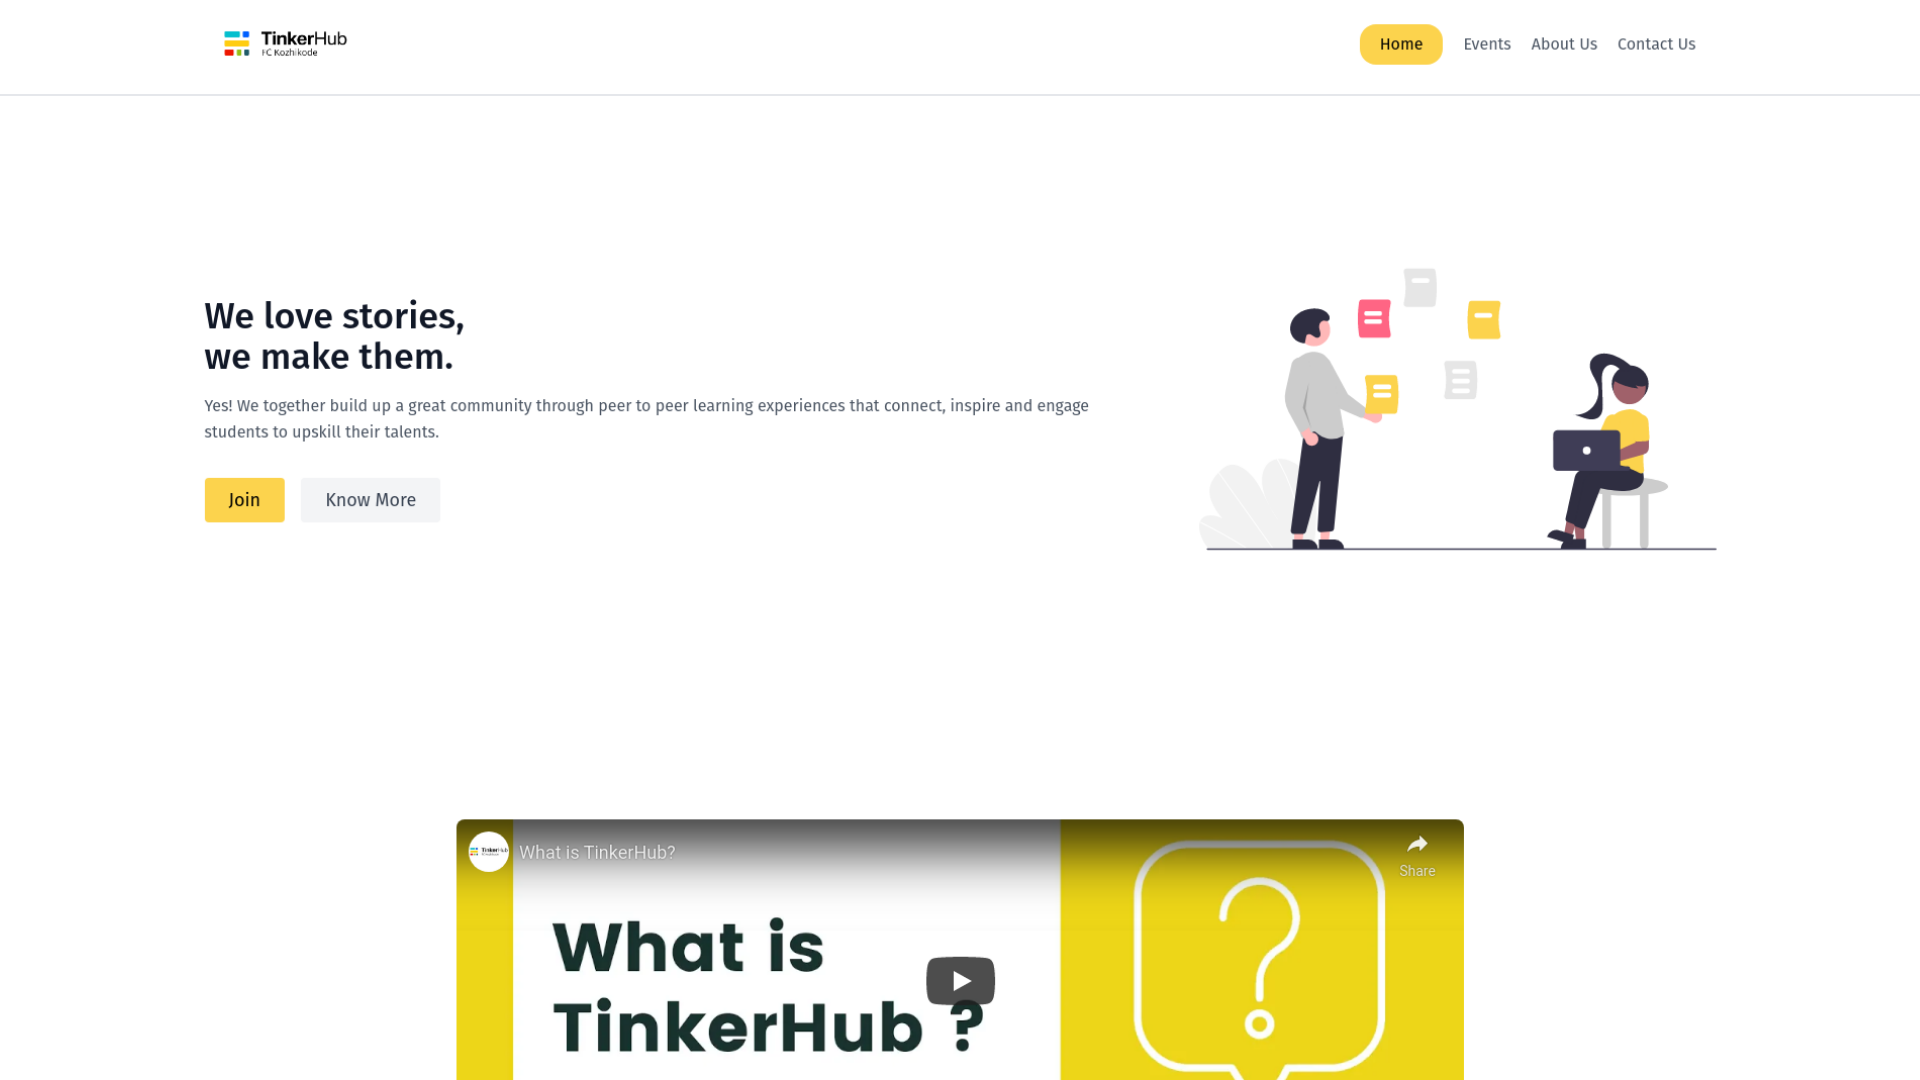 TinkerHub
FC Kozhikode
Home
Events
About Us
Contact Us
We love stories,
we make them.
Yes! We together build up a great community through peer to peer learning experiences that connect, inspire and engage
students to upskill their talents.
Join
Know More
What is TinkerHub?
Share
What is
TinkerHub ?